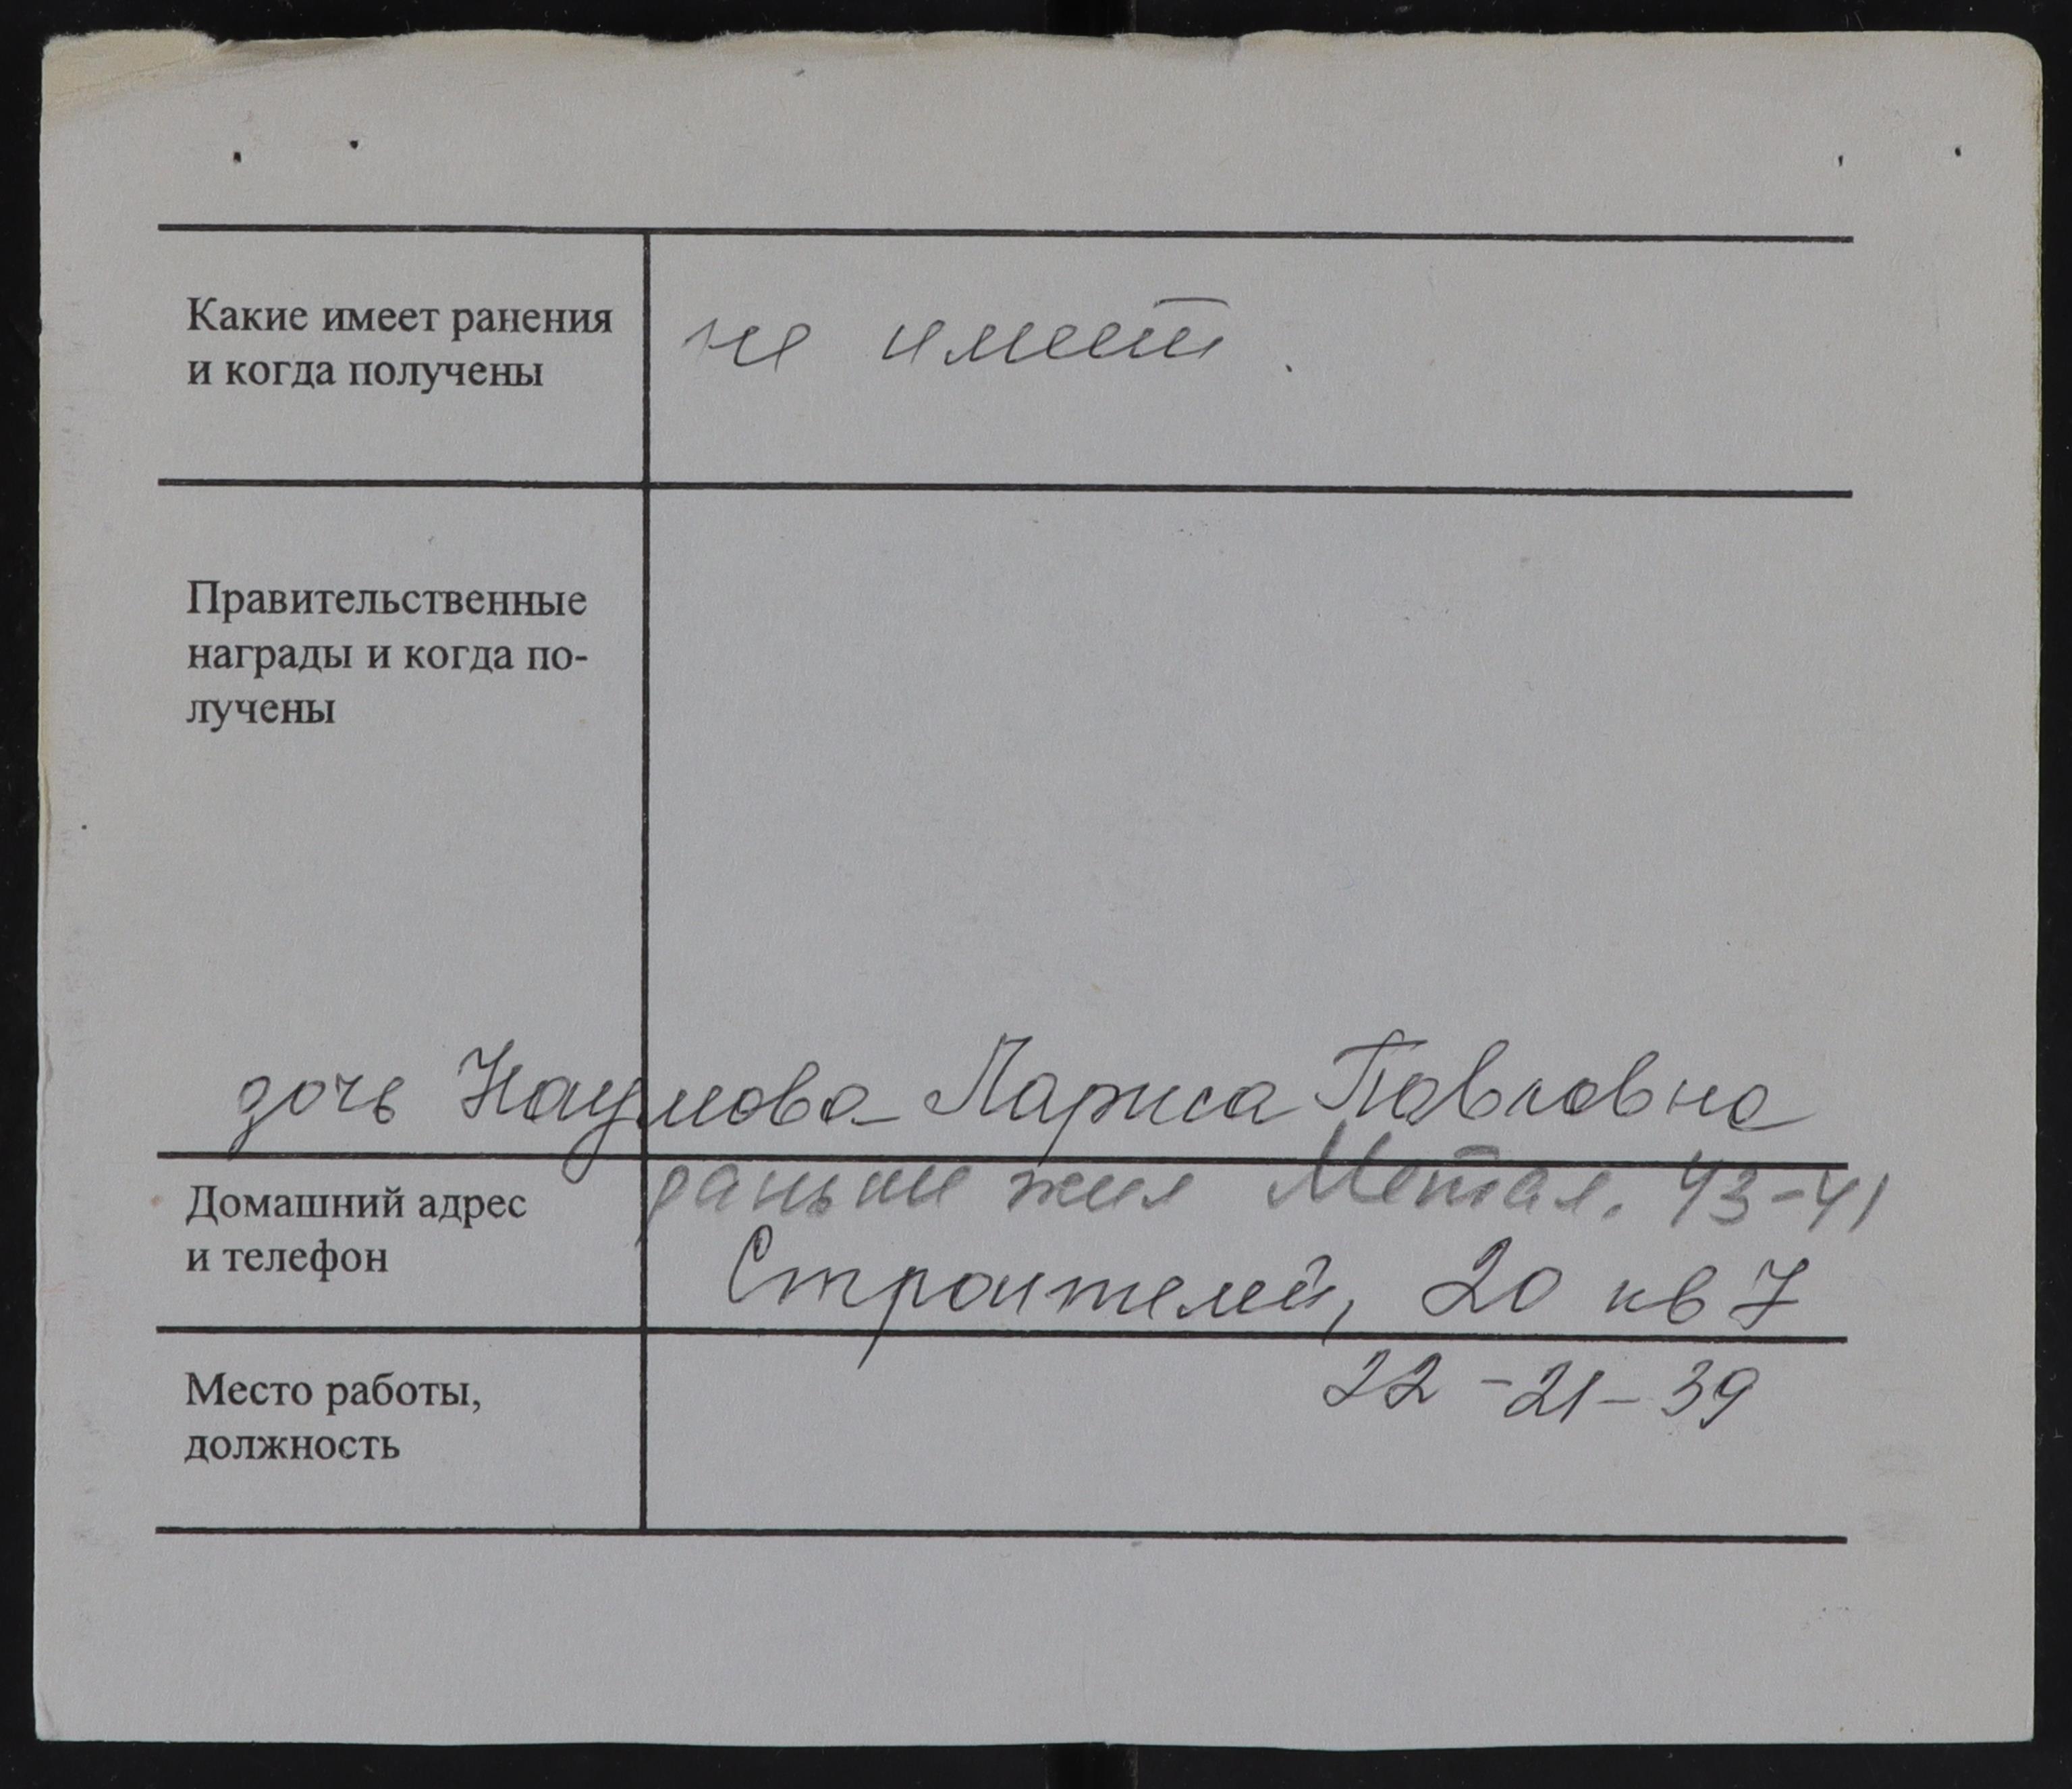 Какие имеет ранения
и когда получены
не имеет.
Правительственные
награды и когда по-
лучены
дочь Наумова Лариса Павловна
Домашний адрес
и телефон
раньше жил Метал. 43-41
Строителей, 20 кв 7
Место работы,
должность
22-21-39